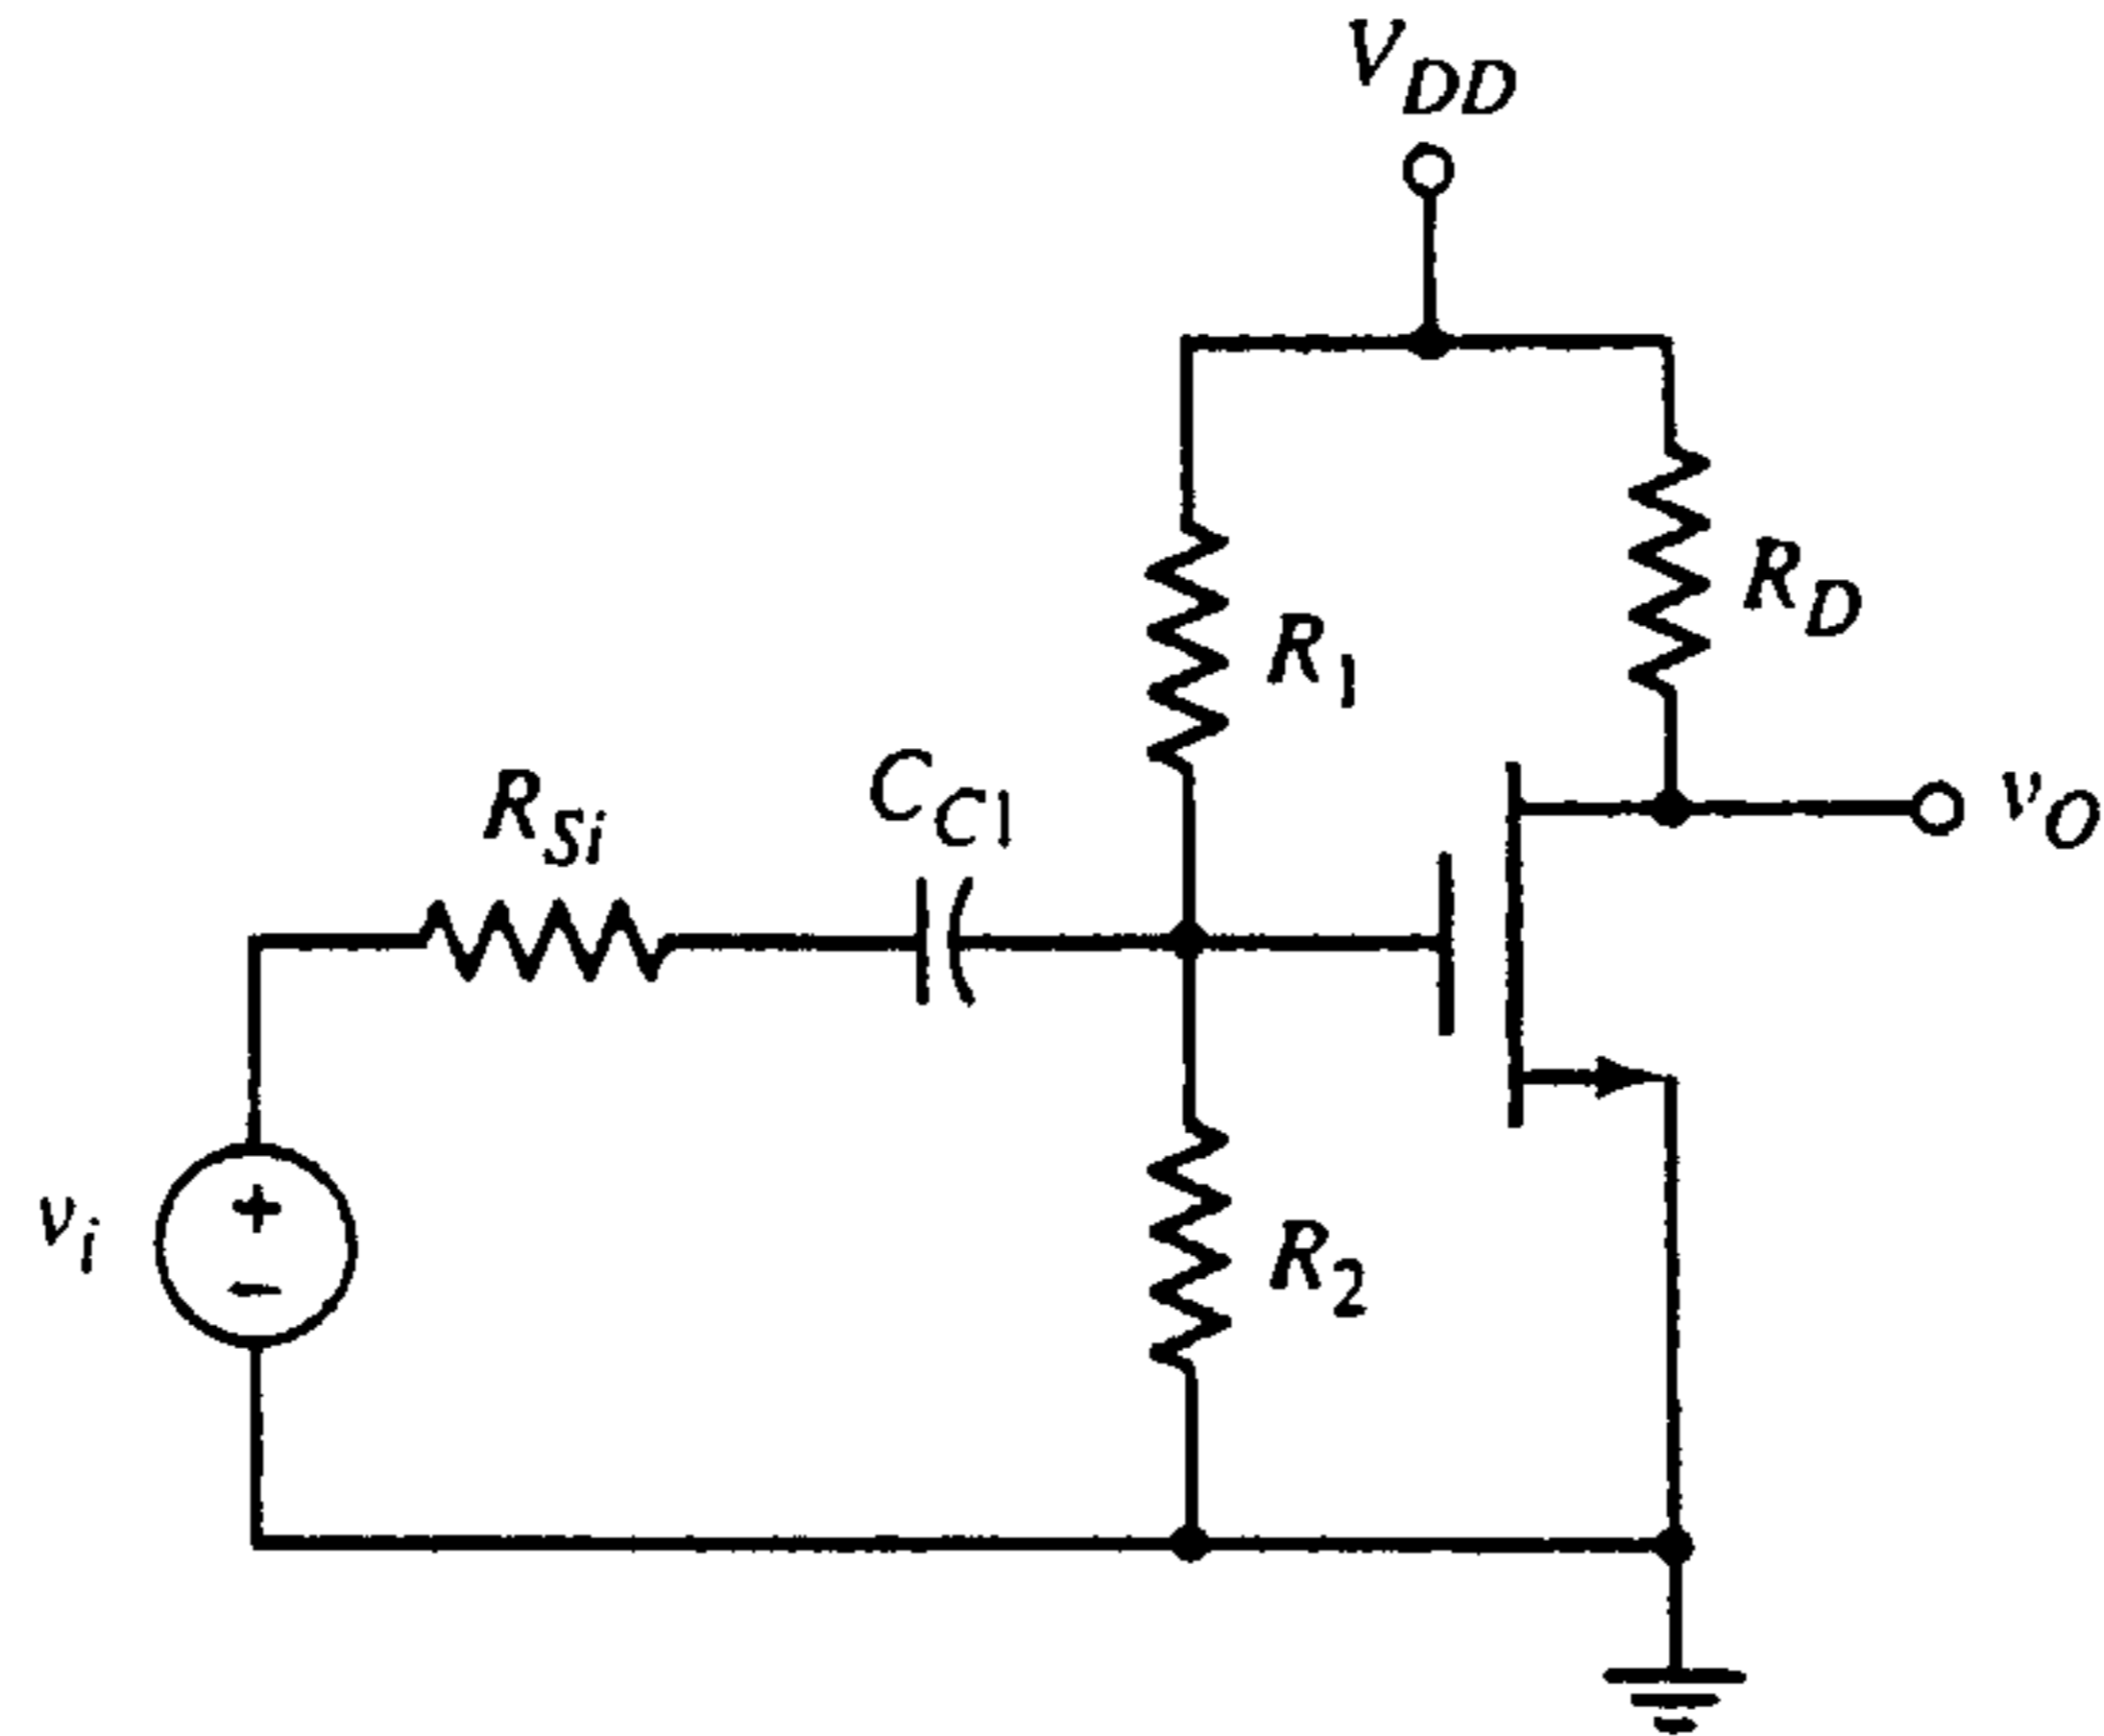 V_DD
R_D
R_1
R_Si
C_C1
v_O
v_i
+
−
R_2